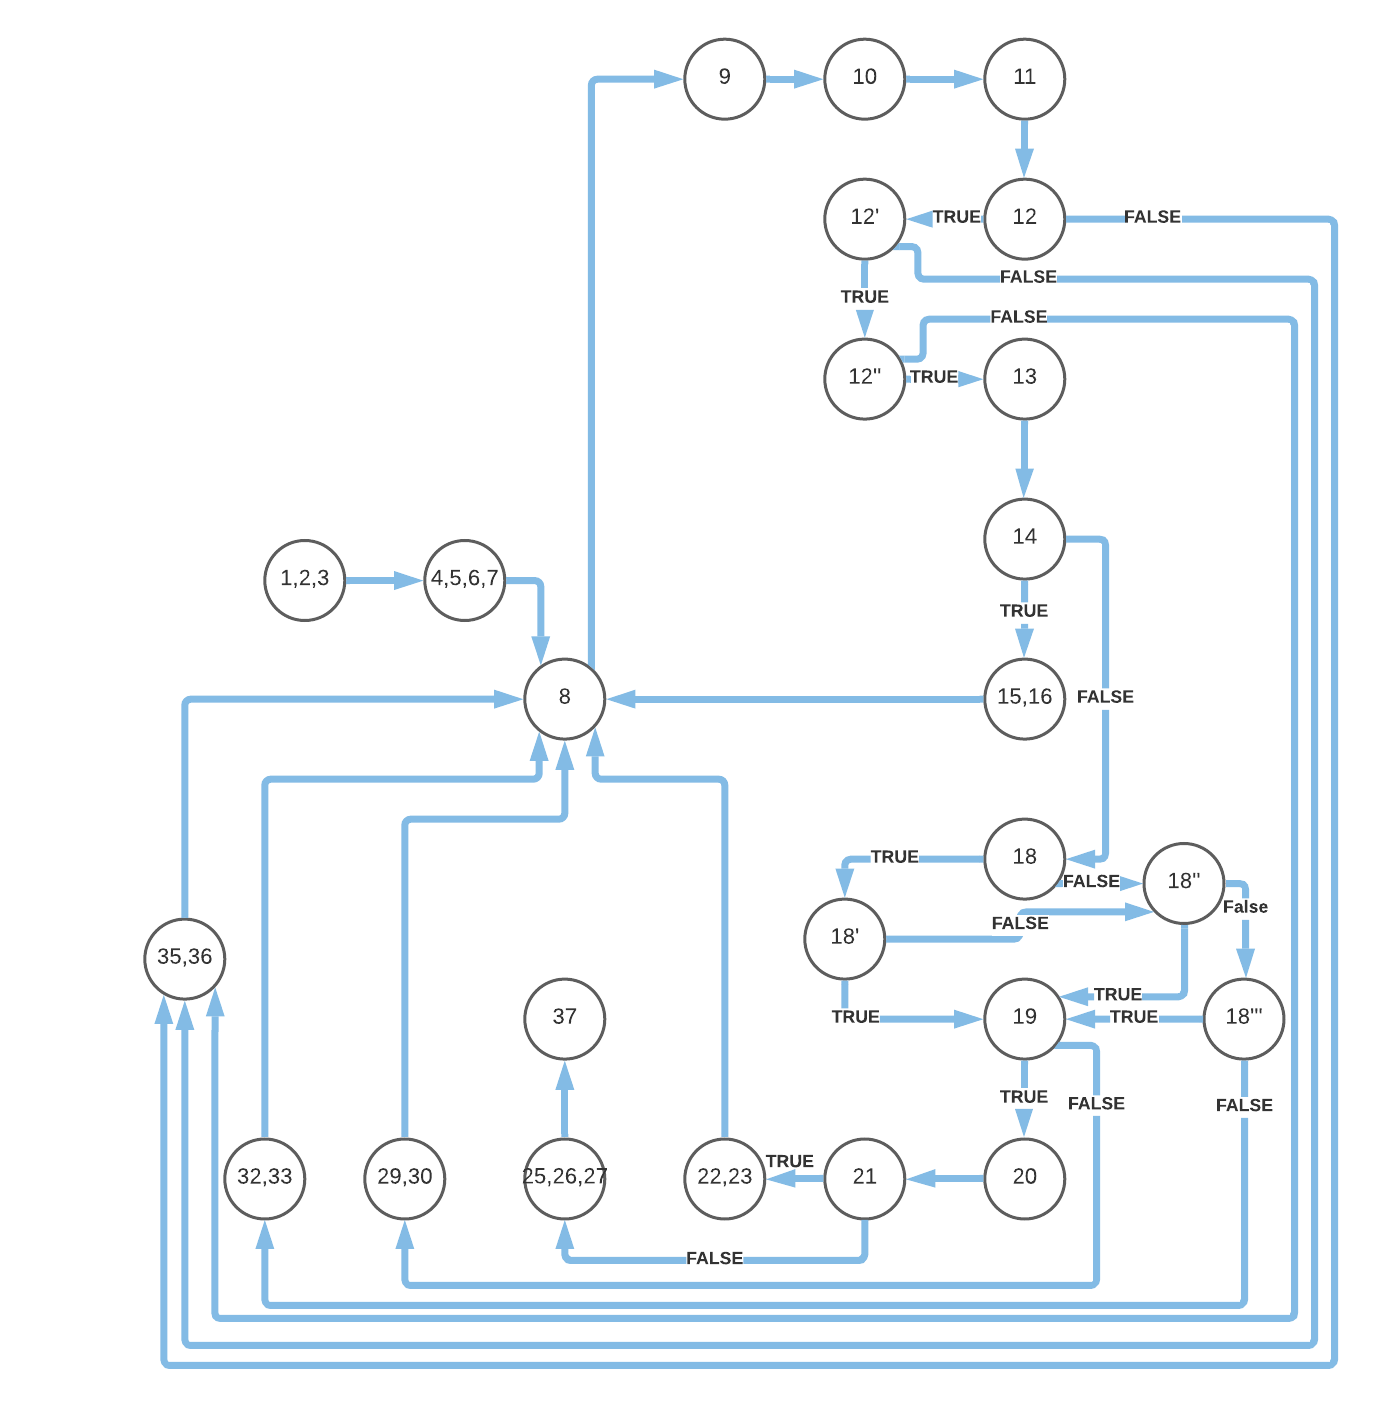 9
10
11
12'
TRUE
12
FALSE
FALSE
TRUE
FALSE
12"
TRUE
13
14
1,2,3
4,5,6,7
TRUE
8
15,16
FALSE
TRUE
18
FALSE
18"
False
18'
FALSE
35,36
TRUE
37
TRUE
19
TRUE
18'"
TRUE
FALSE
FALSE
TRUE
32,33
29,30
25,26,27
22,23
21
20
FALSE